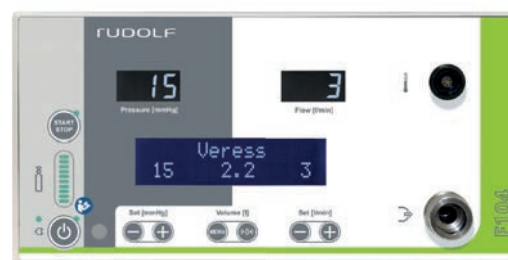 RUDOLF
15
3
Pressure [mmHg]
Flow [l/min]
START
STOP
Veress
15 2.2 3
Set [mmHg]
Volume [l]
Set [l/min]
MENU
F104